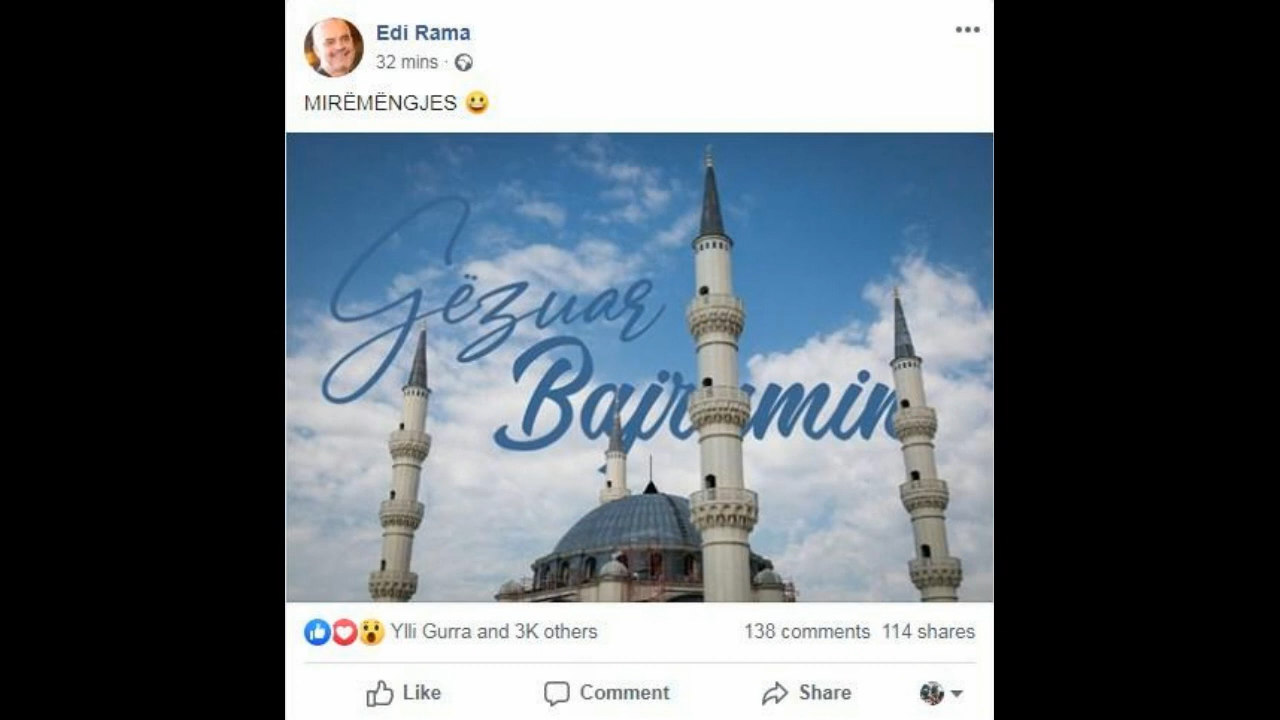 Edi Rama
32 mins ·
MIRËMËNGJES 😀
Gëzuar
Bajramin
Ylli Gurra and 3K others
138 comments 114 shares
Like Comment Share